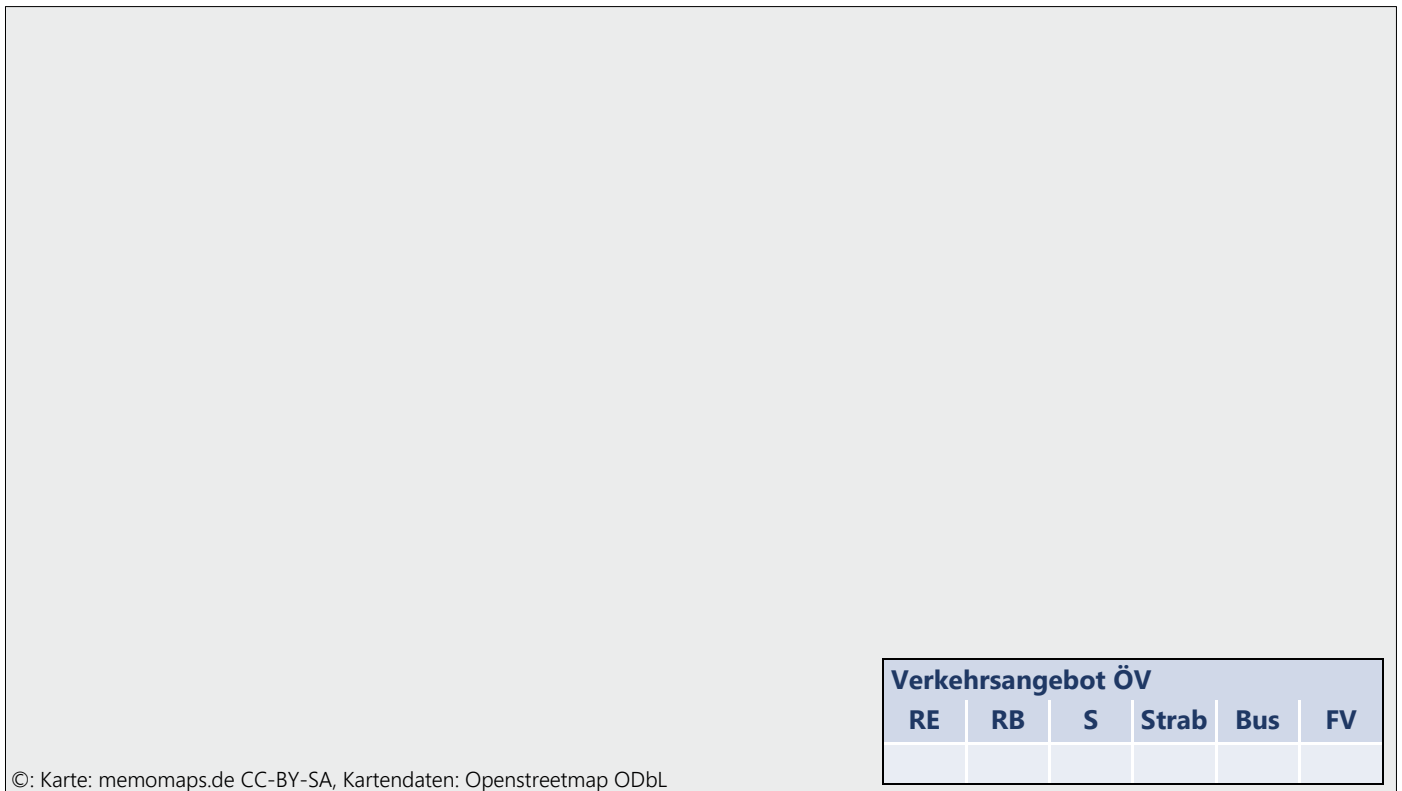 Verkehrsangebot ÖV
RE RB S Strab Bus FV
©: Karte: memomaps.de CC-BY-SA, Kartendaten: Openstreetmap ODbL